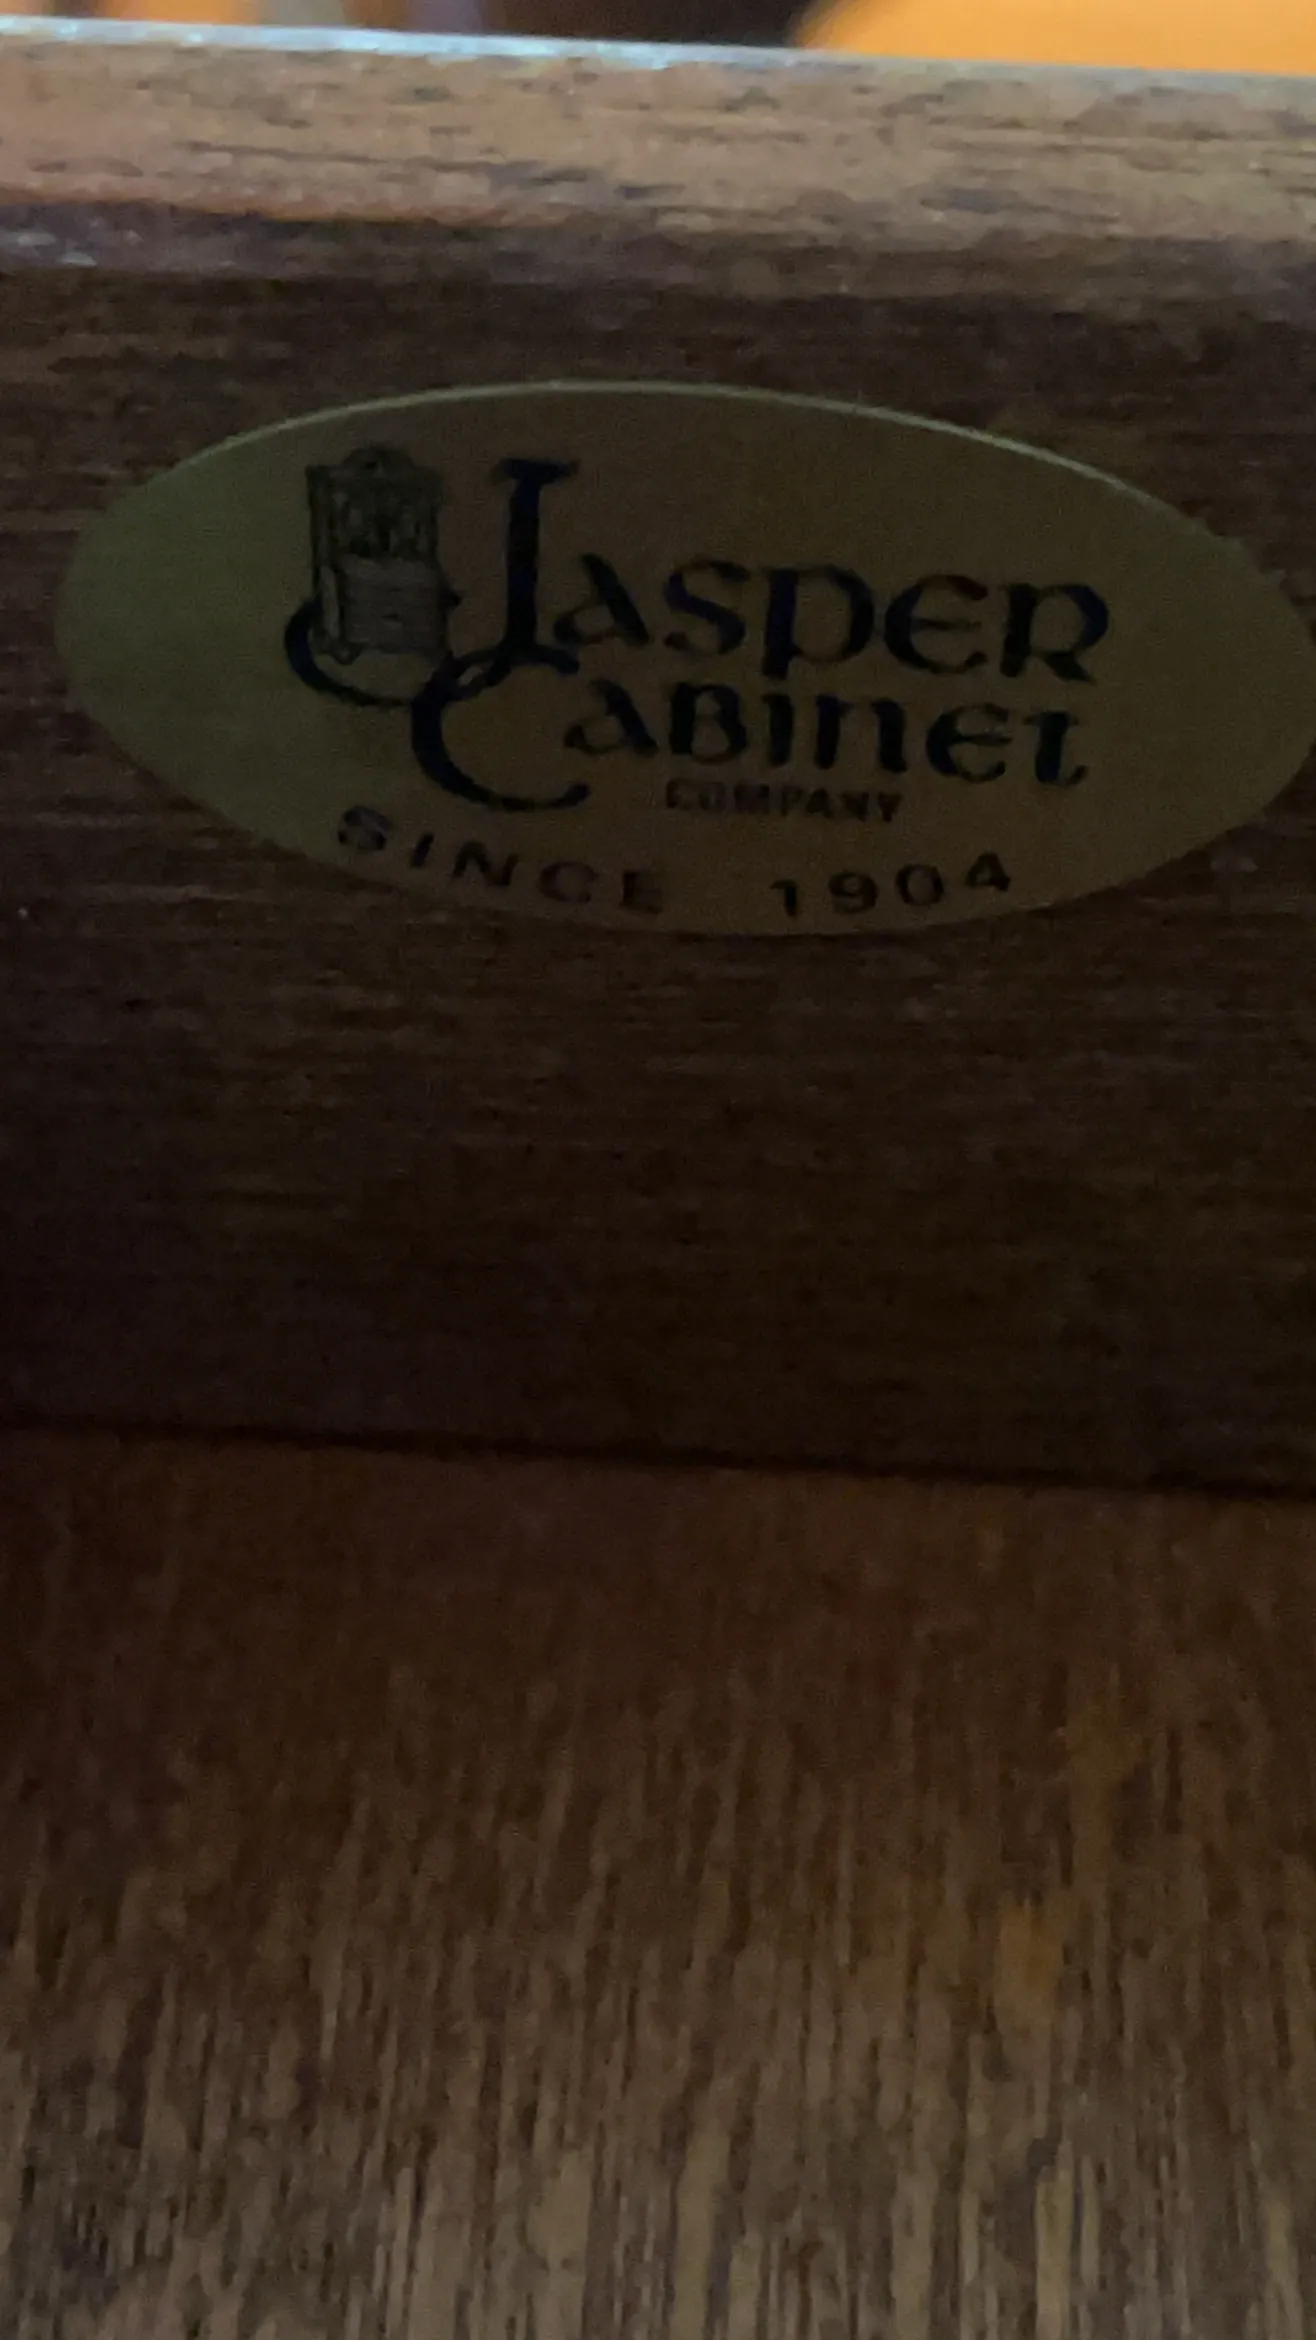 Jasper
Cabinet
COMPANY
SINCE 1904